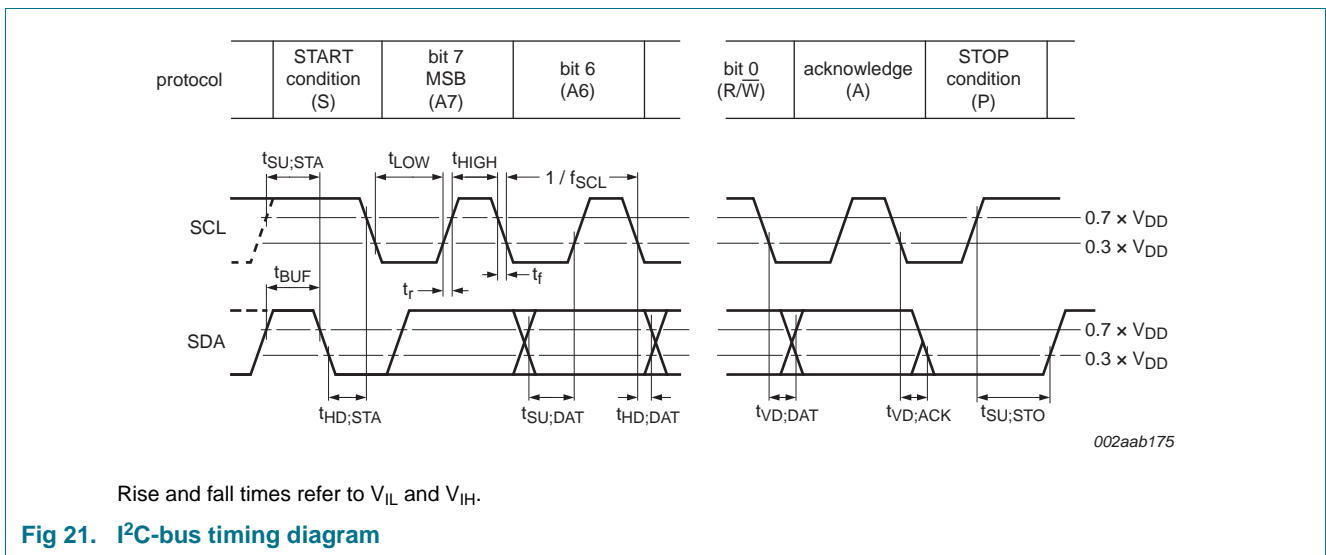 protocol
START
condition
(S)
bit 7
MSB
(A7)
bit 6
(A6)
bit 0
(R/W̅)
acknowledge
(A)
STOP
condition
(P)
tSU;STA
tLOW
tHIGH
1 / fSCL
SCL
0.7 × VDD
0.3 × VDD
tBUF
tr
tf
SDA
0.7 × VDD
0.3 × VDD
tHD;STA
tSU;DAT
tHD;DAT
tVD;DAT
tVD;ACK
tSU;STO
002aab175
Rise and fall times refer to VIL and VIH.
Fig 21. I²C-bus timing diagram